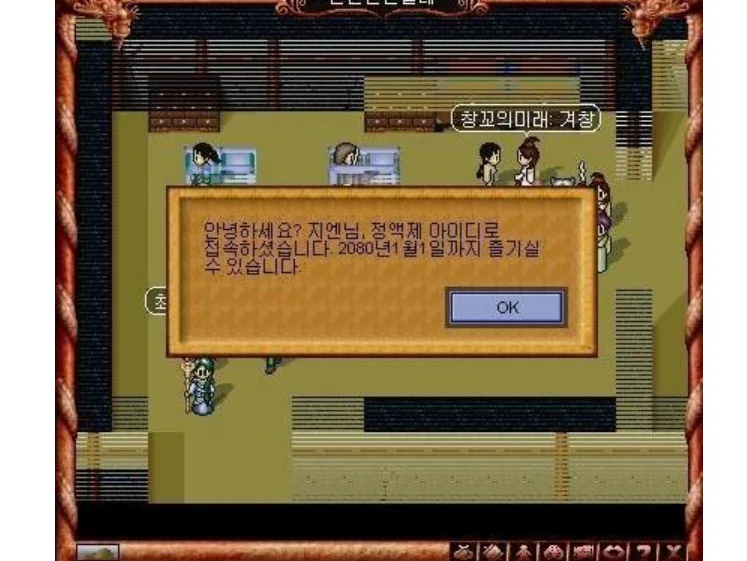 창꼬의미래: 겨창
안녕하세요? 지엔님, 정액제 아이디로
접속하셨습니다. 2080년1월1일까지 즐기실
수 있습니다.
OK
초